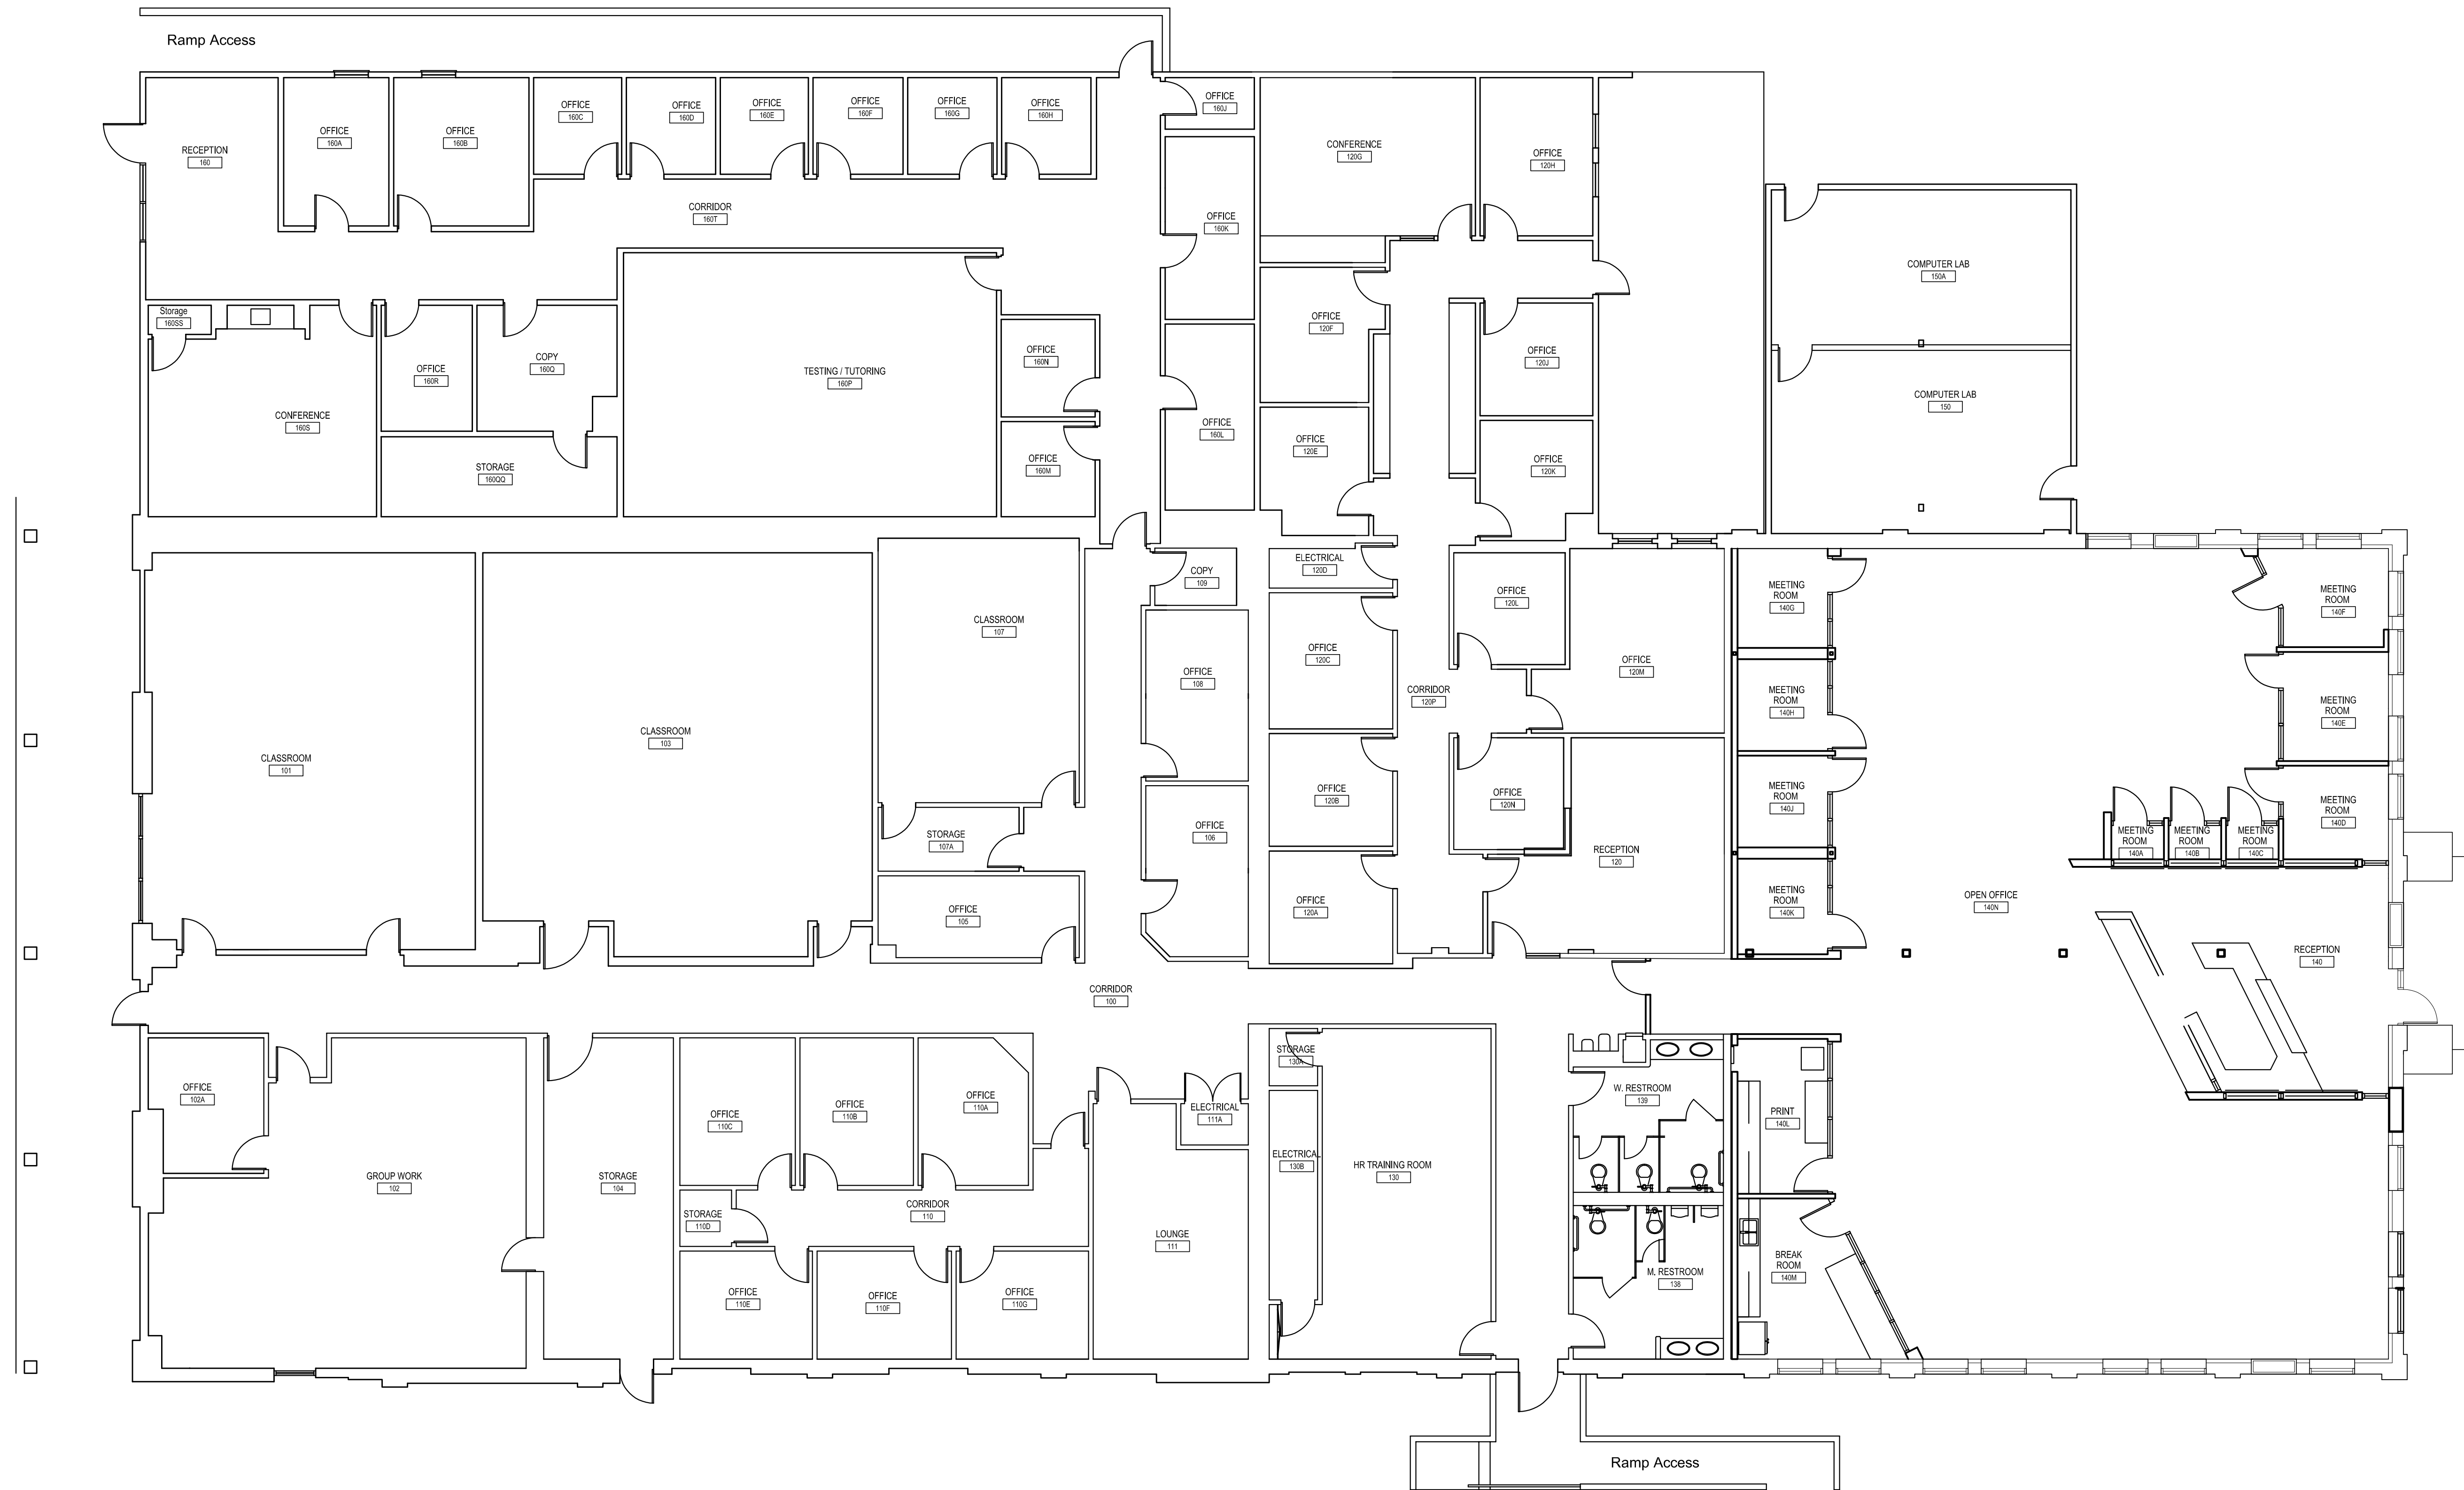 Ramp Access
RECEPTION
160
OFFICE
160A
OFFICE
160B
OFFICE
160C
OFFICE
160D
OFFICE
160E
OFFICE
160F
OFFICE
160G
OFFICE
160H
OFFICE
160J
CONFERENCE
120G
OFFICE
120H
CORRIDOR
160T
OFFICE
160K
COMPUTER LAB
150A
Storage
160SS
CONFERENCE
160S
OFFICE
160R
COPY
160Q
STORAGE
160QQ
TESTING / TUTORING
160P
OFFICE
160N
OFFICE
160M
OFFICE
160L
OFFICE
120F
OFFICE
120E
OFFICE
120J
OFFICE
120K
COMPUTER LAB
150
CLASSROOM
101
CLASSROOM
103
CLASSROOM
107
STORAGE
107A
OFFICE
105
COPY
109
OFFICE
108
OFFICE
106
ELECTRICAL
120D
OFFICE
120C
OFFICE
120B
OFFICE
120A
CORRIDOR
120P
OFFICE
120L
OFFICE
120M
OFFICE
120N
RECEPTION
120
MEETING
ROOM
140G
MEETING
ROOM
140H
MEETING
ROOM
140J
MEETING
ROOM
140K
MEETING
ROOM
140F
MEETING
ROOM
140E
MEETING
ROOM
140D
MEETING
ROOM
140A
MEETING
ROOM
140B
MEETING
ROOM
140C
OPEN OFFICE
140N
RECEPTION
140
CORRIDOR
100
OFFICE
102A
GROUP WORK
102
STORAGE
104
OFFICE
110C
OFFICE
110B
OFFICE
110A
STORAGE
110D
CORRIDOR
110
OFFICE
110E
OFFICE
110F
OFFICE
110G
ELECTRICAL
111A
LOUNGE
111
STORAGE
130A
ELECTRICAL
130B
HR TRAINING ROOM
130
W. RESTROOM
139
M. RESTROOM
138
PRINT
140L
BREAK
ROOM
140M
Ramp Access